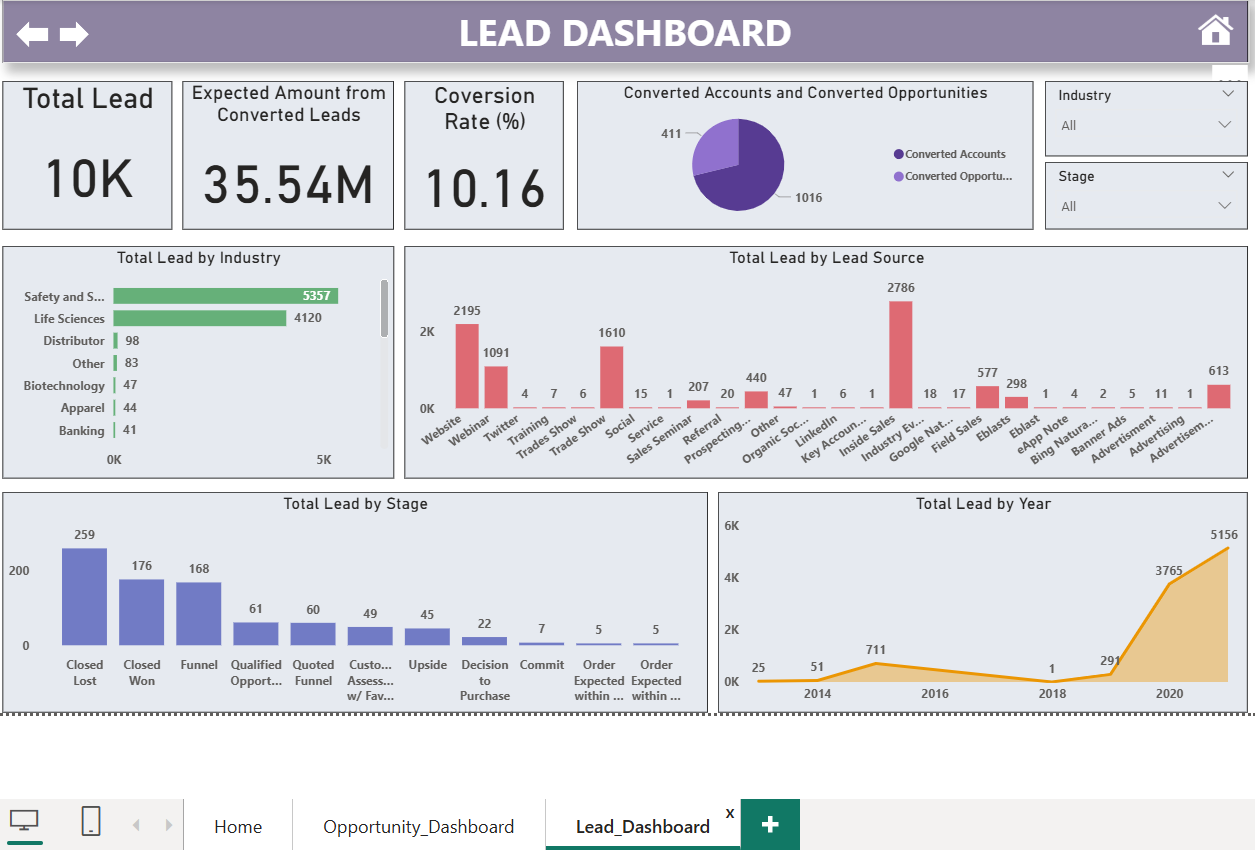 LEAD DASHBOARD
Total Lead
10K
Expected Amount from
Converted Leads
35.54M
Coversion
Rate (%)
10.16
Converted Accounts and Converted Opportunities
411
1016
Converted Accounts
Converted Opportu...
Industry
All
Stage
All
Total Lead by Industry
Safety and S... 5357
Life Sciences 4120
Distributor 98
Other 83
Biotechnology 47
Apparel 44
Banking 41
0K 5K
Total Lead by Lead Source
2K
0K
2195 1091 4 7 6 1610 15 1 207 20 440 47 1 6 1 2786 18 17 577 298 1 4 2 5 11 1 613
Website
Webinar
Twitter
Training
Trades Show
Trade Show
Social
Service
Sales Seminar
Referral
Prospecting...
Other
Organic Soc...
LinkedIn
Key Accoun...
Inside Sales
Industry Ev...
Google Nat...
Field Sales
Eblasts
Eblast
eApp Note
Bing Natura...
Banner Ads
Advertisment
Advertising
Advertisem...
Total Lead by Stage
200
0
259 176 168 61 60 49 45 22 7 5 5
Closed
Lost
Closed
Won
Funnel
Qualified
Opport...
Quoted
Funnel
Custo...
Assess...
w/ Fav...
Upside
Decision
to
Purchase
Commit
Order
Expected
within ...
Order
Expected
within ...
Total Lead by Year
6K
4K
2K
0K
25 51 711 1 291 3765 5156
2014 2016 2018 2020
Home
Opportunity_Dashboard
Lead_Dashboard
x
+